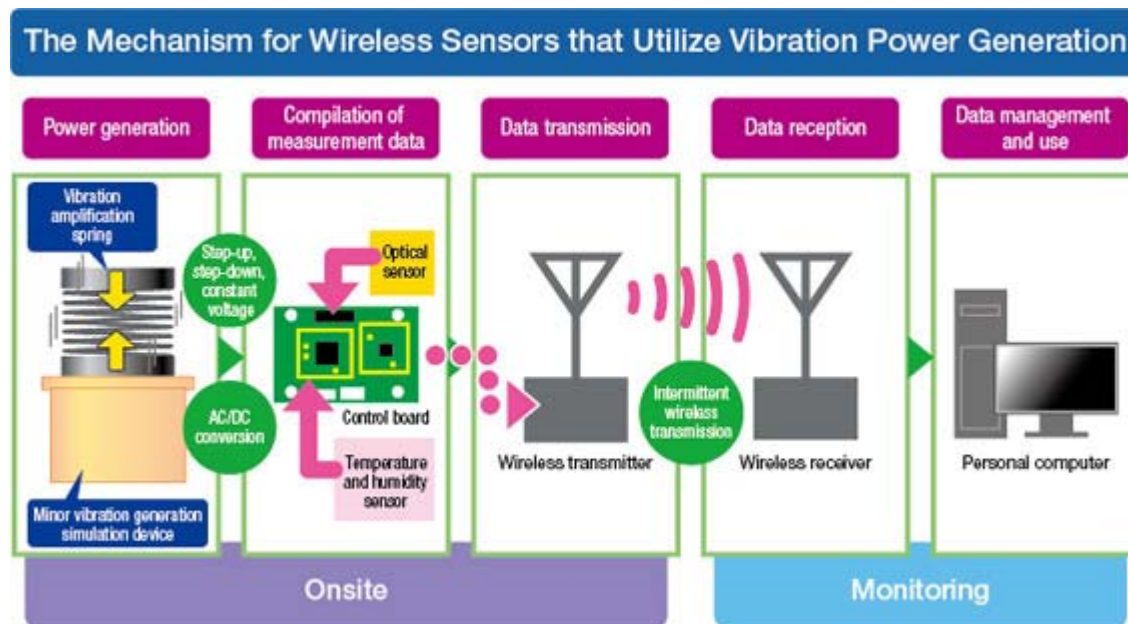 The Mechanism for Wireless Sensors that Utilize Vibration Power Generation
Power generation
Compilation of
measurement data
Data transmission
Data reception
Data management
and use
Vibration
amplification
spring
Minor vibration generation
simulation device
Step-up,
step-down,
constant
voltage
AC/DC
conversion
Optical
sensor
Control board
Temperature
and humidity
sensor
Wireless transmitter
Intermittent
wireless
transmission
Wireless receiver
Personal computer
Onsite
Monitoring